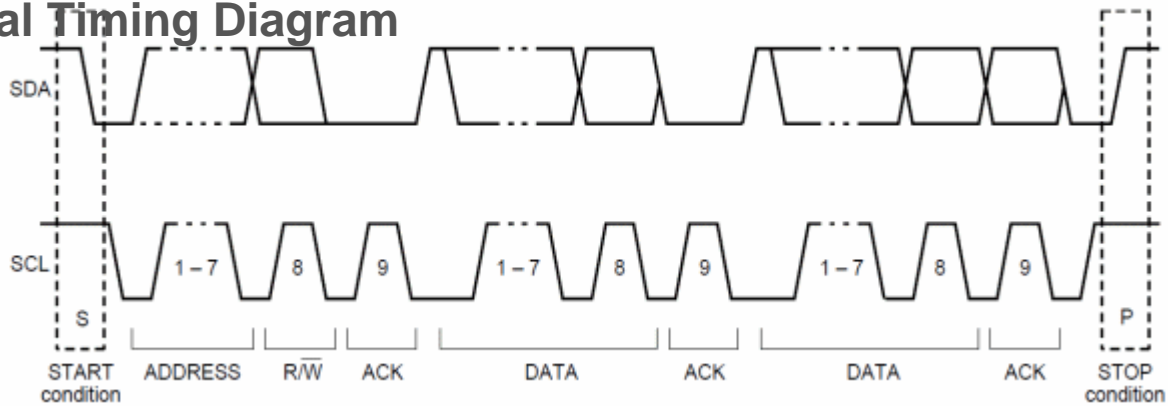 al Timing Diagram
SDA
SCL 1 – 7 8 9 1 – 7 8 9 1 – 7 8 9
S P
START ADDRESS R/W̅ ACK DATA ACK DATA ACK STOP
condition condition